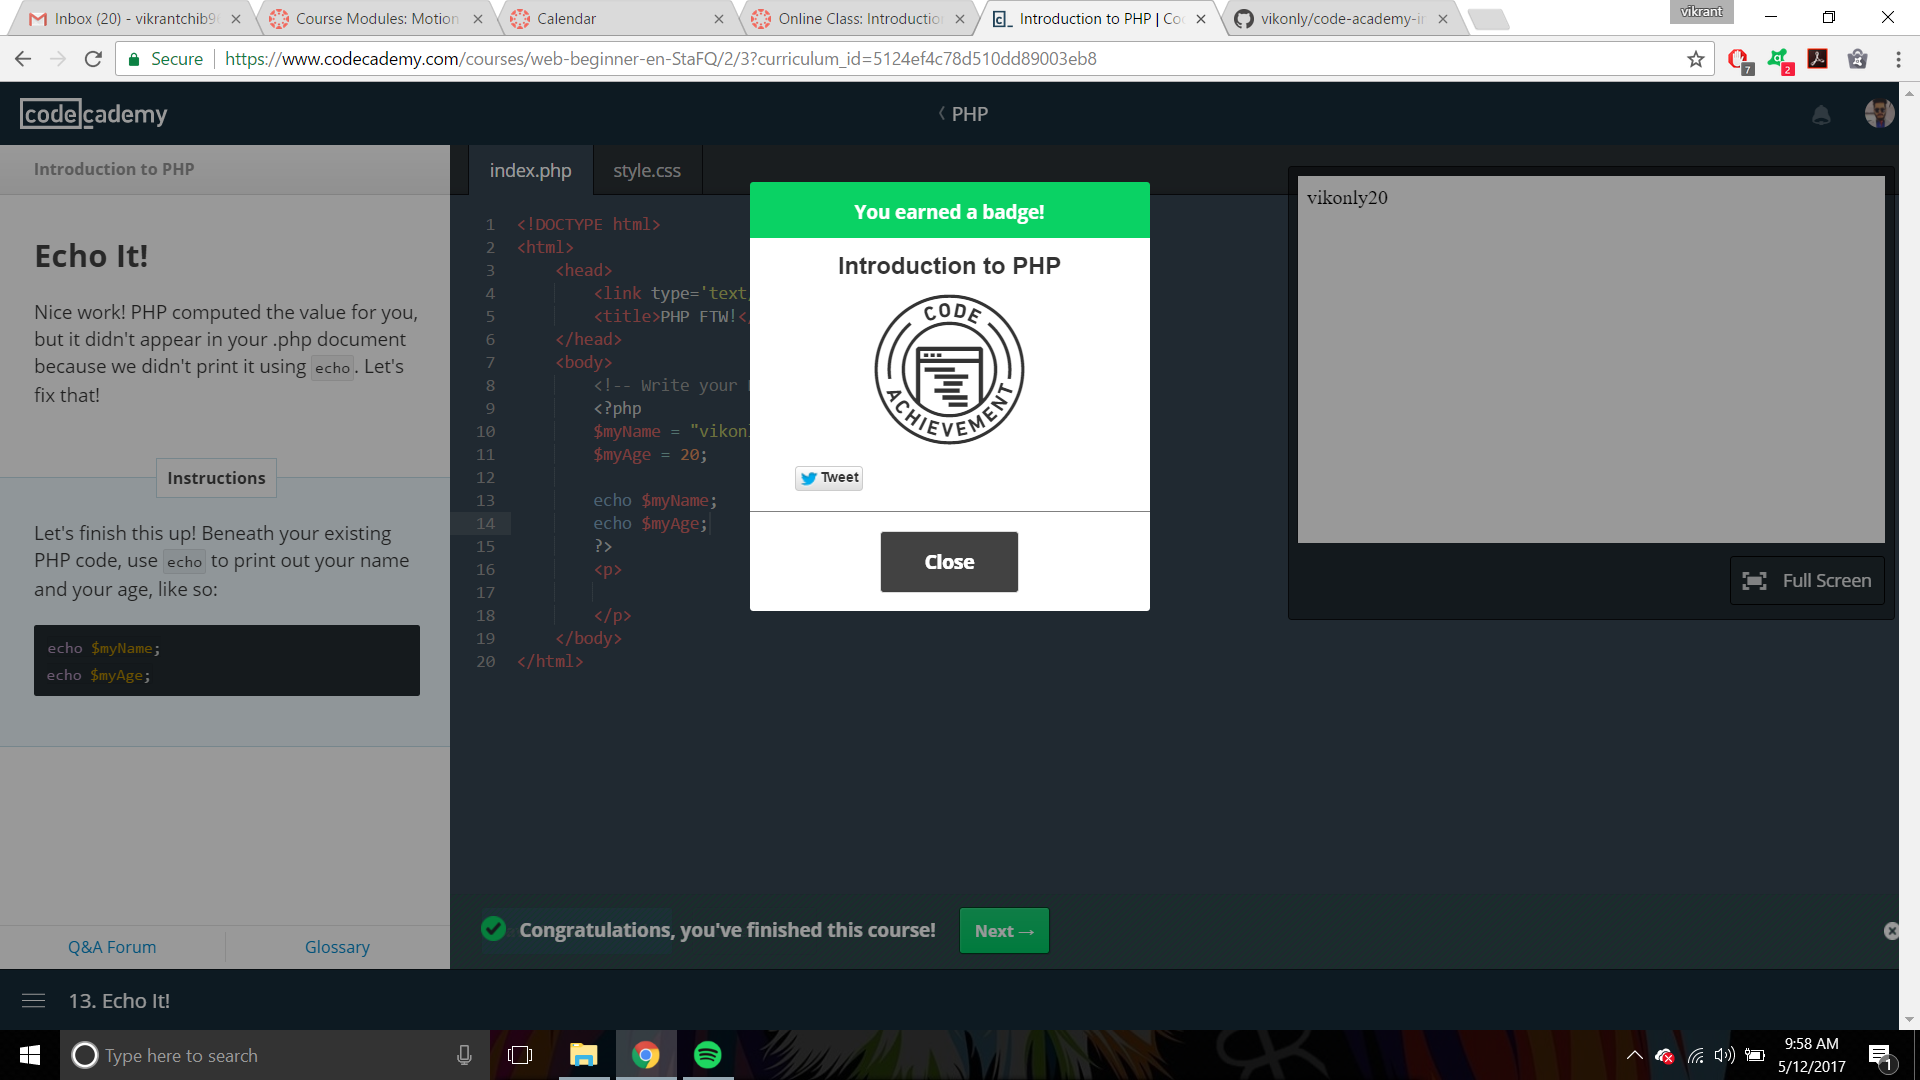 vikrant
Inbox (20) - vikrantchib9
Course Modules: Motion
Calendar
Online Class: Introductio
Introduction to PHP | Co
vikonly/code-academy-i
Secure
https://www.codecademy.com/courses/web-beginner-en-StaFQ/2/3?curriculum_id=5124ef4c78d510dd89003eb8
7
2
codecademy
PHP
Introduction to PHP
Echo It!
Nice work! PHP computed the value for you,
but it didn't appear in your .php document
because we didn't print it using echo. Let's
fix that!
Instructions
Let's finish this up! Beneath your existing
PHP code, use echo to print out your name
and your age, like so:
echo $myName;
echo $myAge;
Q&A Forum
Glossary
index.php
style.css
1 <!DOCTYPE html>
2 <html>
3 <head>
4 <link type='text
5 <title>PHP FTW!<
6 </head>
7 <body>
8 <!-- Write your
9 <?php
10 $myName = "vikon
11 $myAge = 20;
12
13 echo $myName;
14 echo $myAge;
15 ?>
16 <p>
17
18 </p>
19 </body>
20 </html>
You earned a badge!
Introduction to PHP
CODE
ACHIEVEMENT
Tweet
Close
vikonly20
Full Screen
Congratulations, you've finished this course!
Next →
13. Echo It!
Type here to search
9:58 AM
5/12/2017
1